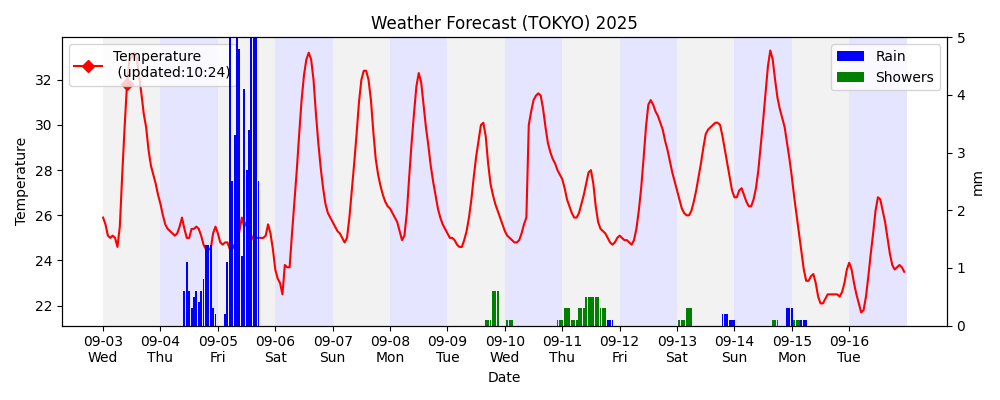 Weather Forecast (TOKYO) 2025
Temperature
(updated:10:24)
Rain
Showers
Temperature
32
30
28
26
24
22
5
4
3
2
1
0
mm
09-03 09-04 09-05 09-06 09-07 09-08 09-09 09-10 09-11 09-12 09-13 09-14 09-15 09-16
Wed Thu Fri Sat Sun Mon Tue Wed Thu Fri Sat Sun Mon Tue
Date